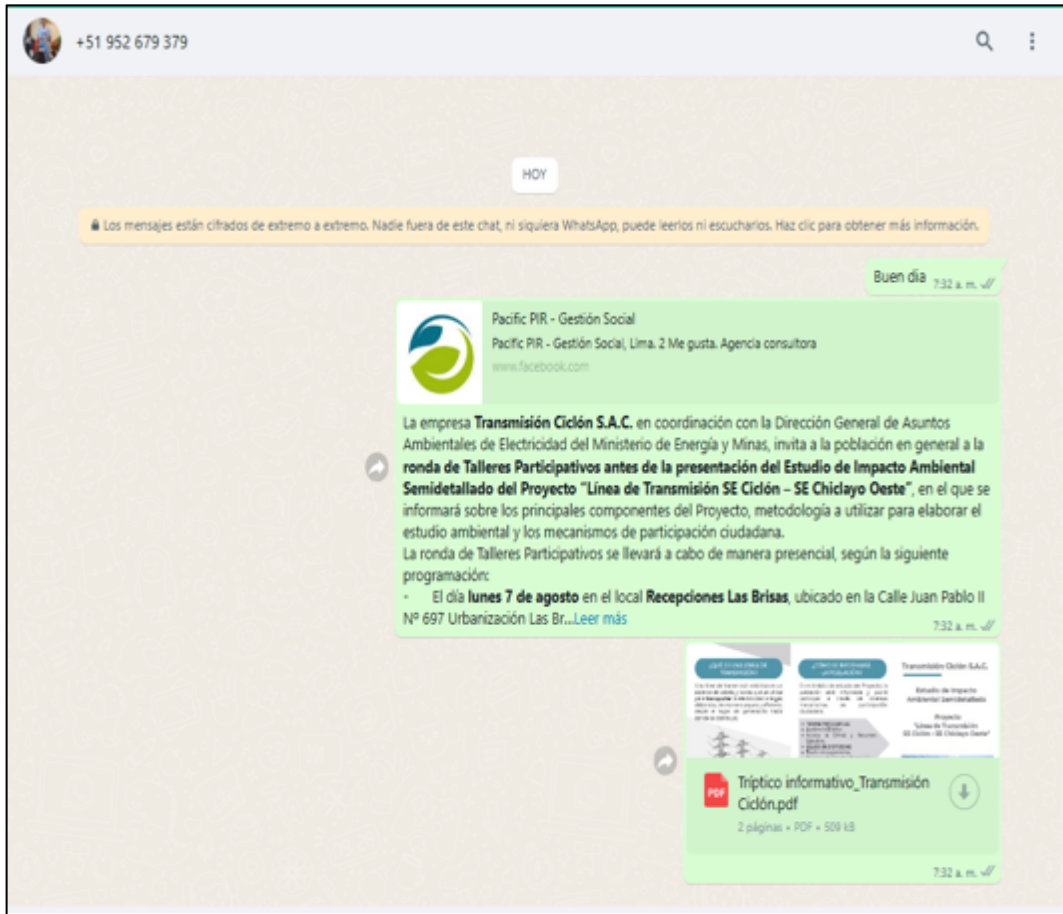 +51 952 679 379
HOY
Los mensajes están cifrados de extremo a extremo. Nadie fuera de este chat, ni siquiera WhatsApp, puede leerlos ni escucharlos. Haz clic para obtener más información.
Buen dia 7:32 a. m.
Pacific PIR - Gestión Social
Pacific PIR - Gestión Social, Lima. 2 Me gusta. Agencia consultora
www.facebook.com
La empresa Transmisión Ciclón S.A.C. en coordinación con la Dirección General de Asuntos
Ambientales de Electricidad del Ministerio de Energía y Minas, invita a la población en general a la
ronda de Talleres Participativos antes de la presentación del Estudio de Impacto Ambiental
Semidetallado del Proyecto "Línea de Transmisión SE Ciclón – SE Chiclayo Oeste", en el que se
informará sobre los principales componentes del Proyecto, metodología a utilizar para elaborar el
estudio ambiental y los mecanismos de participación ciudadana.
La ronda de Talleres Participativos se llevará a cabo de manera presencial, según la siguiente
programación:
- El día lunes 7 de agosto en el local Recepciones Las Brisas, ubicado en la Calle Juan Pablo II
Nº 697 Urbanización Las Br...Leer más
7:32 a. m.
¿QUÉ ES UNA LÍNEA DE
TRANSMISIÓN?
Transmisión Ciclón S.A.C.
Estudio de Impacto
Ambiental Semidetallado
Proyecto
"Línea de Transmisión
SE Ciclón - SE Chiclayo Oeste"
PDF
Tríptico informativo_Transmisión
Ciclón.pdf
2 páginas • PDF • 509 kB
7:32 a. m.